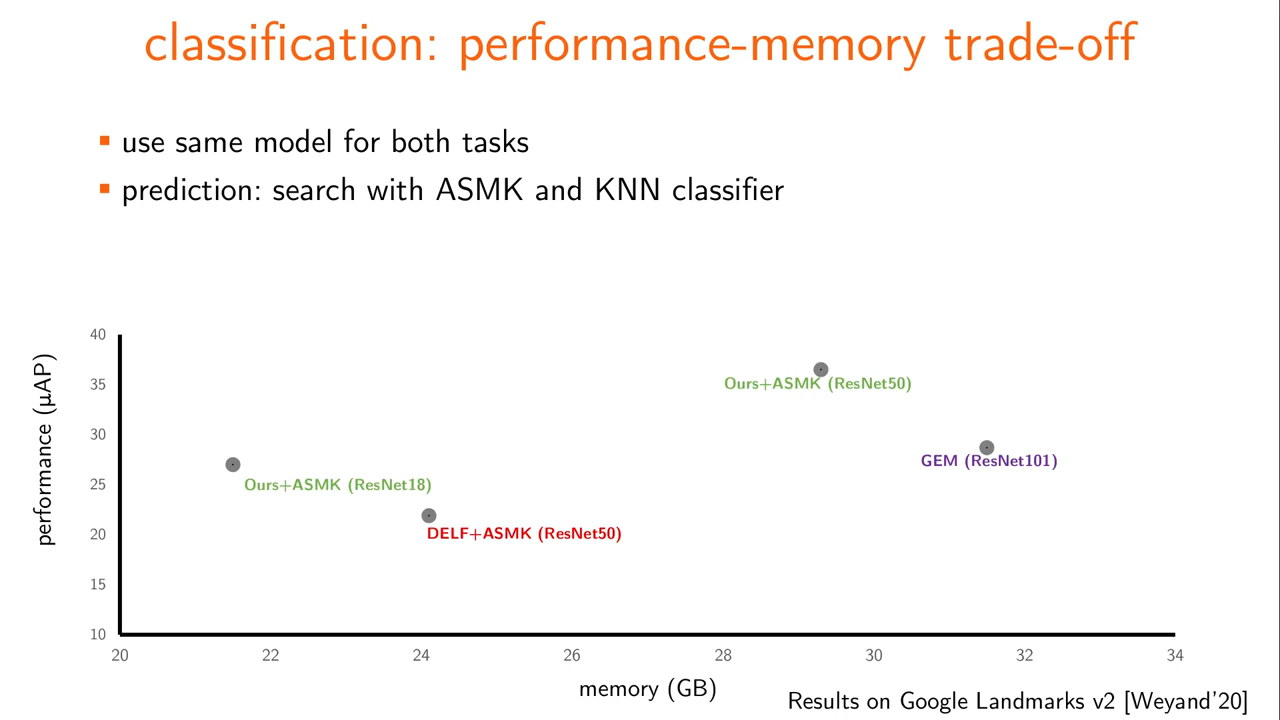 classification: performance-memory trade-off
use same model for both tasks
prediction: search with ASMK and KNN classifier
performance (µAP)
40
35
30
25
20
15
10
Ours+ASMK (ResNet50)
GEM (ResNet101)
Ours+ASMK (ResNet18)
DELF+ASMK (ResNet50)
20 22 24 26 28 30 32 34
memory (GB)
Results on Google Landmarks v2 [Weyand'20]